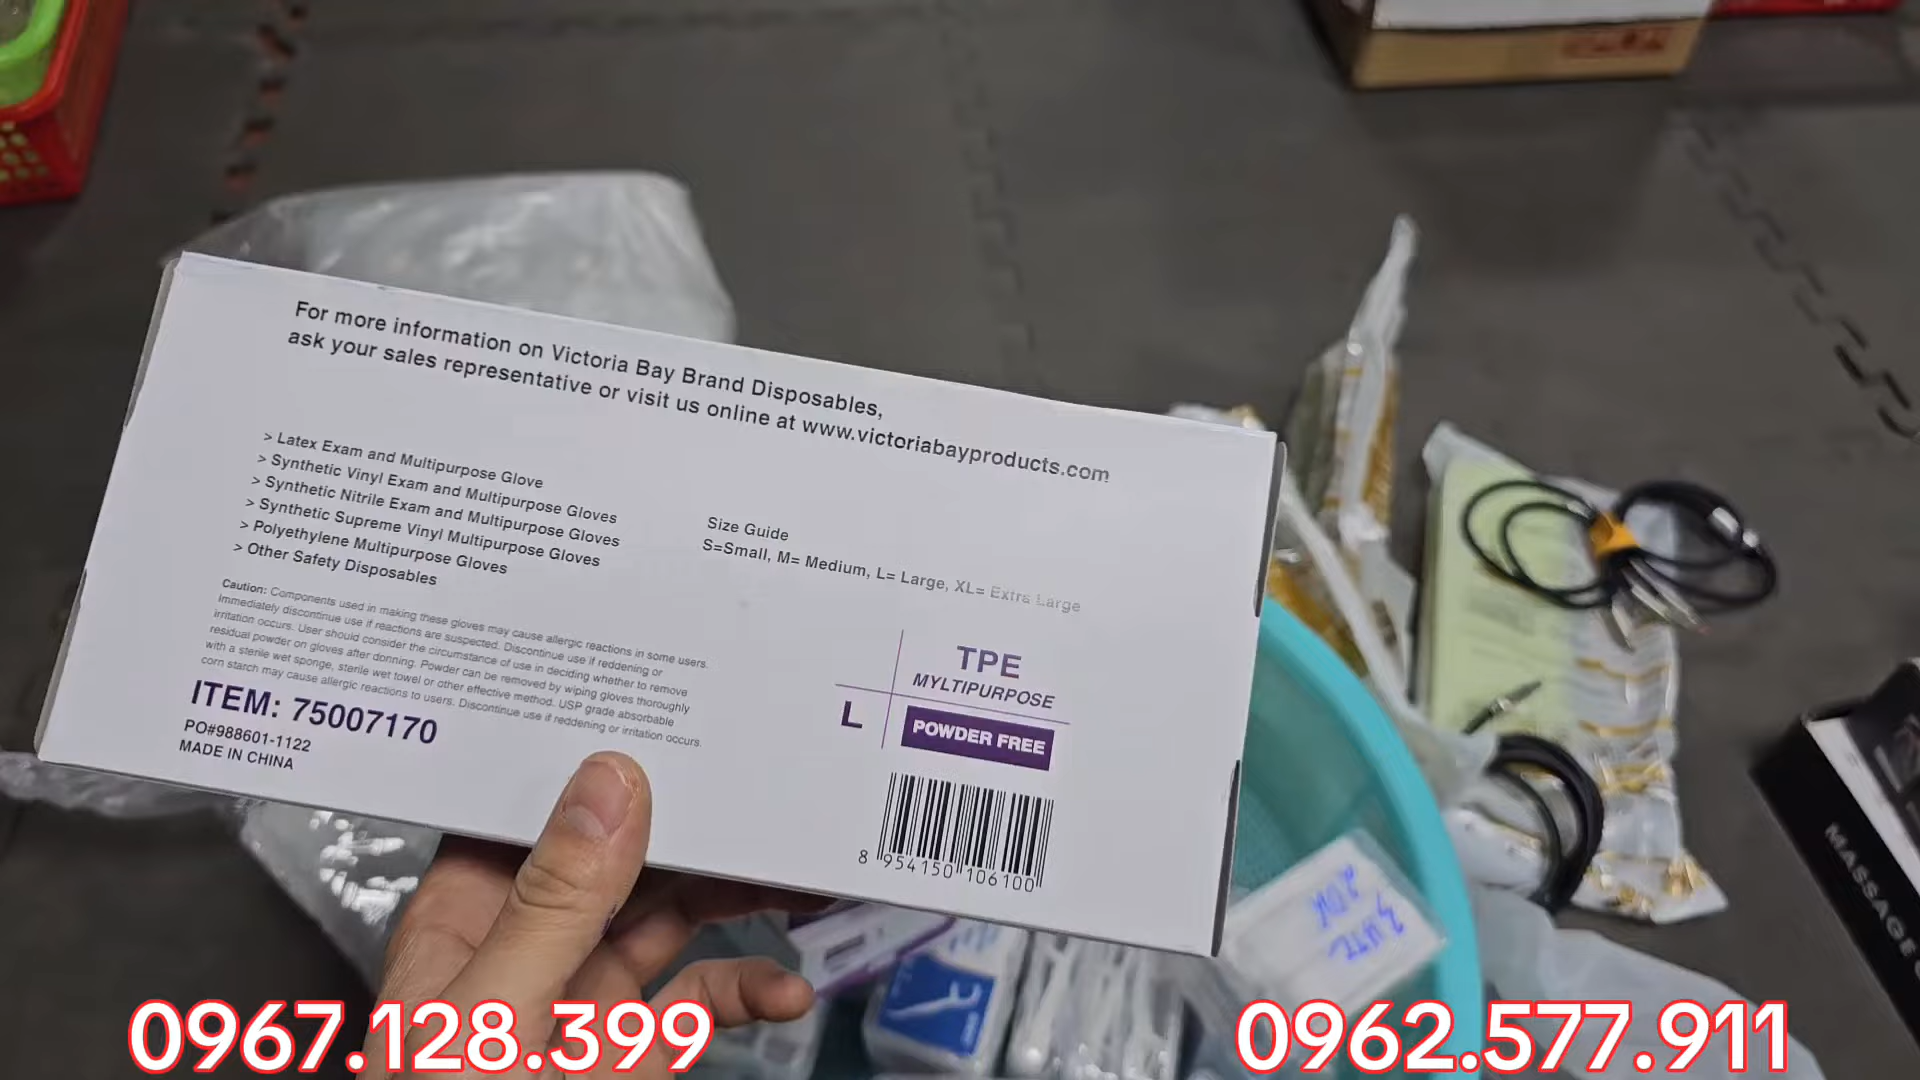 For more information on Victoria Bay Brand Disposables,
ask your sales representative or visit us online at www.victoriabayproducts.com
> Latex Exam and Multipurpose Glove
> Synthetic Vinyl Exam and Multipurpose Gloves
> Synthetic Nitrile Exam and Multipurpose Gloves
> Synthetic Supreme Vinyl Multipurpose Gloves
> Polyethylene Multipurpose Gloves
> Other Safety Disposables
Size Guide
S=Small, M= Medium, L= Large, XL= Extra Large
Caution: Components used in making these gloves may cause allergic reactions in some users.
Immediately discontinue use if reactions are suspected. Discontinue use if reddening or
irritation occurs. User should consider the circumstance of use in deciding whether to remove
residual powder on gloves after donning. Powder can be removed by wiping gloves thoroughly
with a sterile wet sponge, sterile wet towel or other effective method. USP grade absorbable
corn starch may cause allergic reactions to users. Discontinue use if reddening or irritation occurs.
ITEM: 75007170
PO#988601-1122
MADE IN CHINA
TPE
MYLTIPURPOSE
L
POWDER FREE
8 954150 106100
MASSAGE
0967.128.399
0962.577.911